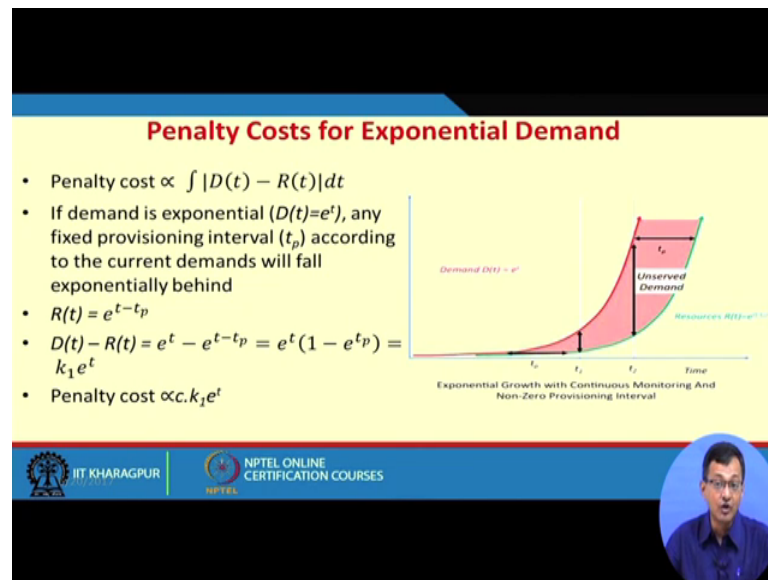 Penalty Costs for Exponential Demand
• Penalty cost ∝ ∫ |D(t) − R(t)|dt
• If demand is exponential (D(t)=eᵗ), any
fixed provisioning interval (tₚ) according
to the current demands will fall
exponentially behind
• R(t) = e^{t−tₚ}
• D(t) − R(t) = eᵗ − e^{t−tₚ} = eᵗ(1 − e^{tₚ}) =
k₁eᵗ
• Penalty cost ∝c.k₁eᵗ
Demand D(t) = eᵗ
tₚ
Unserved
Demand
Resources
tₚ
t₁
t₂
Time
Exponential Growth with Continuous Monitoring And
Non-Zero Provisioning Interval
IIT KHARAGPUR
NPTEL
NPTEL ONLINE
CERTIFICATION COURSES